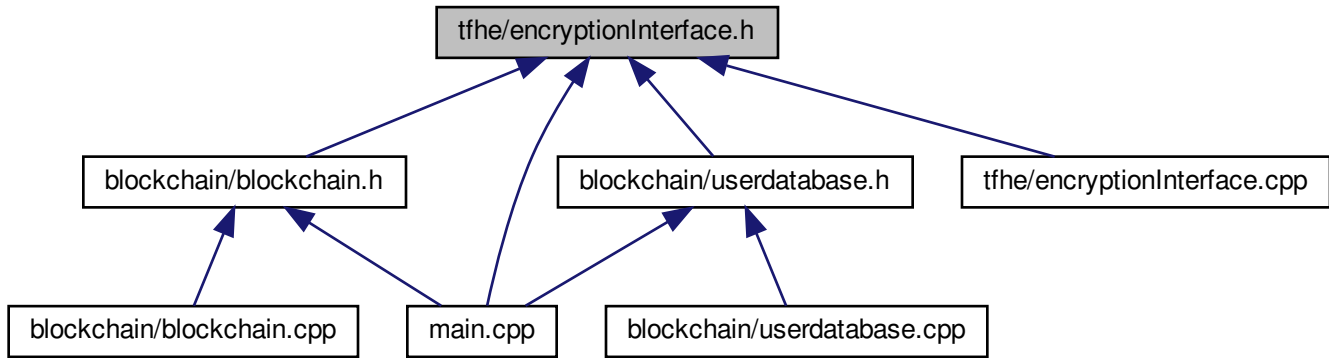 tfhe/encryptionInterface.h
blockchain/blockchain.h
blockchain/userdatabase.h
tfhe/encryptionInterface.cpp
blockchain/blockchain.cpp
main.cpp
blockchain/userdatabase.cpp